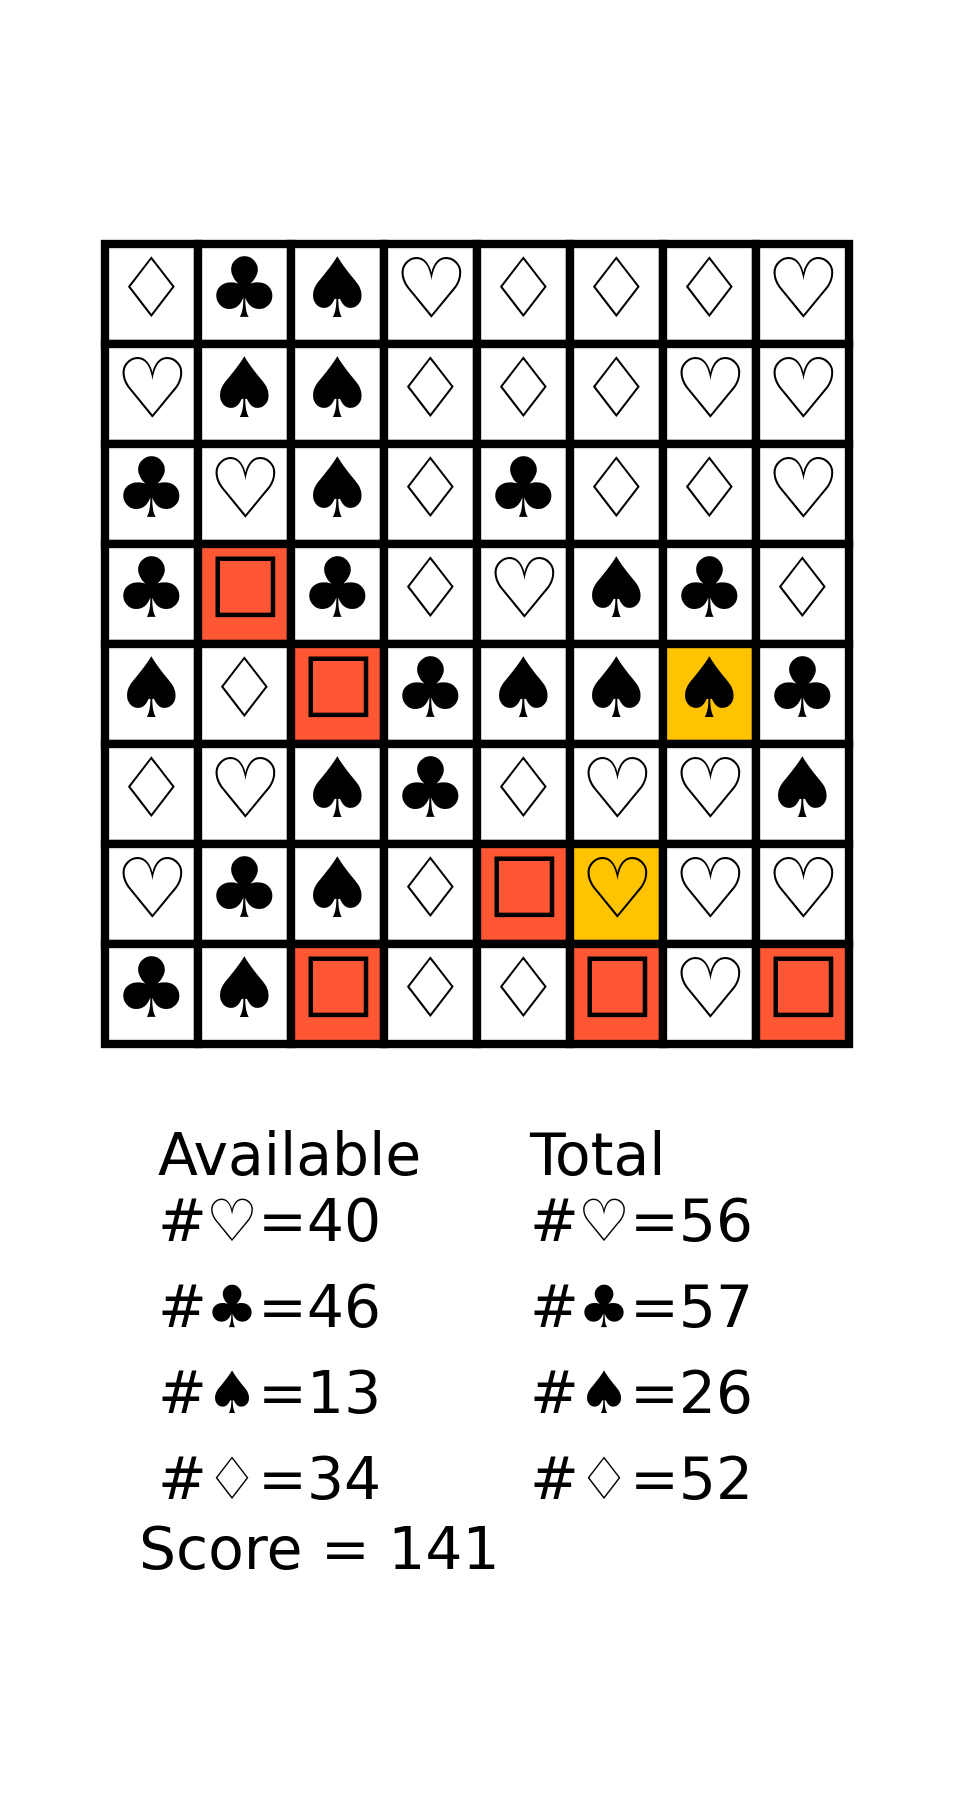 ♢ ♣ ♠ ♡ ♢ ♢ ♢ ♡
♡ ♠ ♠ ♢ ♢ ♢ ♡ ♡
♣ ♡ ♠ ♢ ♣ ♢ ♢ ♡
♣ □ ♣ ♢ ♡ ♠ ♣ ♢
♠ ♢ □ ♣ ♠ ♠ ♠ ♣
♢ ♡ ♠ ♣ ♢ ♡ ♡ ♠
♡ ♣ ♠ ♢ □ ♡ ♡ ♡
♣ ♠ □ ♢ ♢ □ ♡ □
Available Total
#♡=40 #♡=56
#♣=46 #♣=57
#♠=13 #♠=26
#♢=34 #♢=52
Score = 141